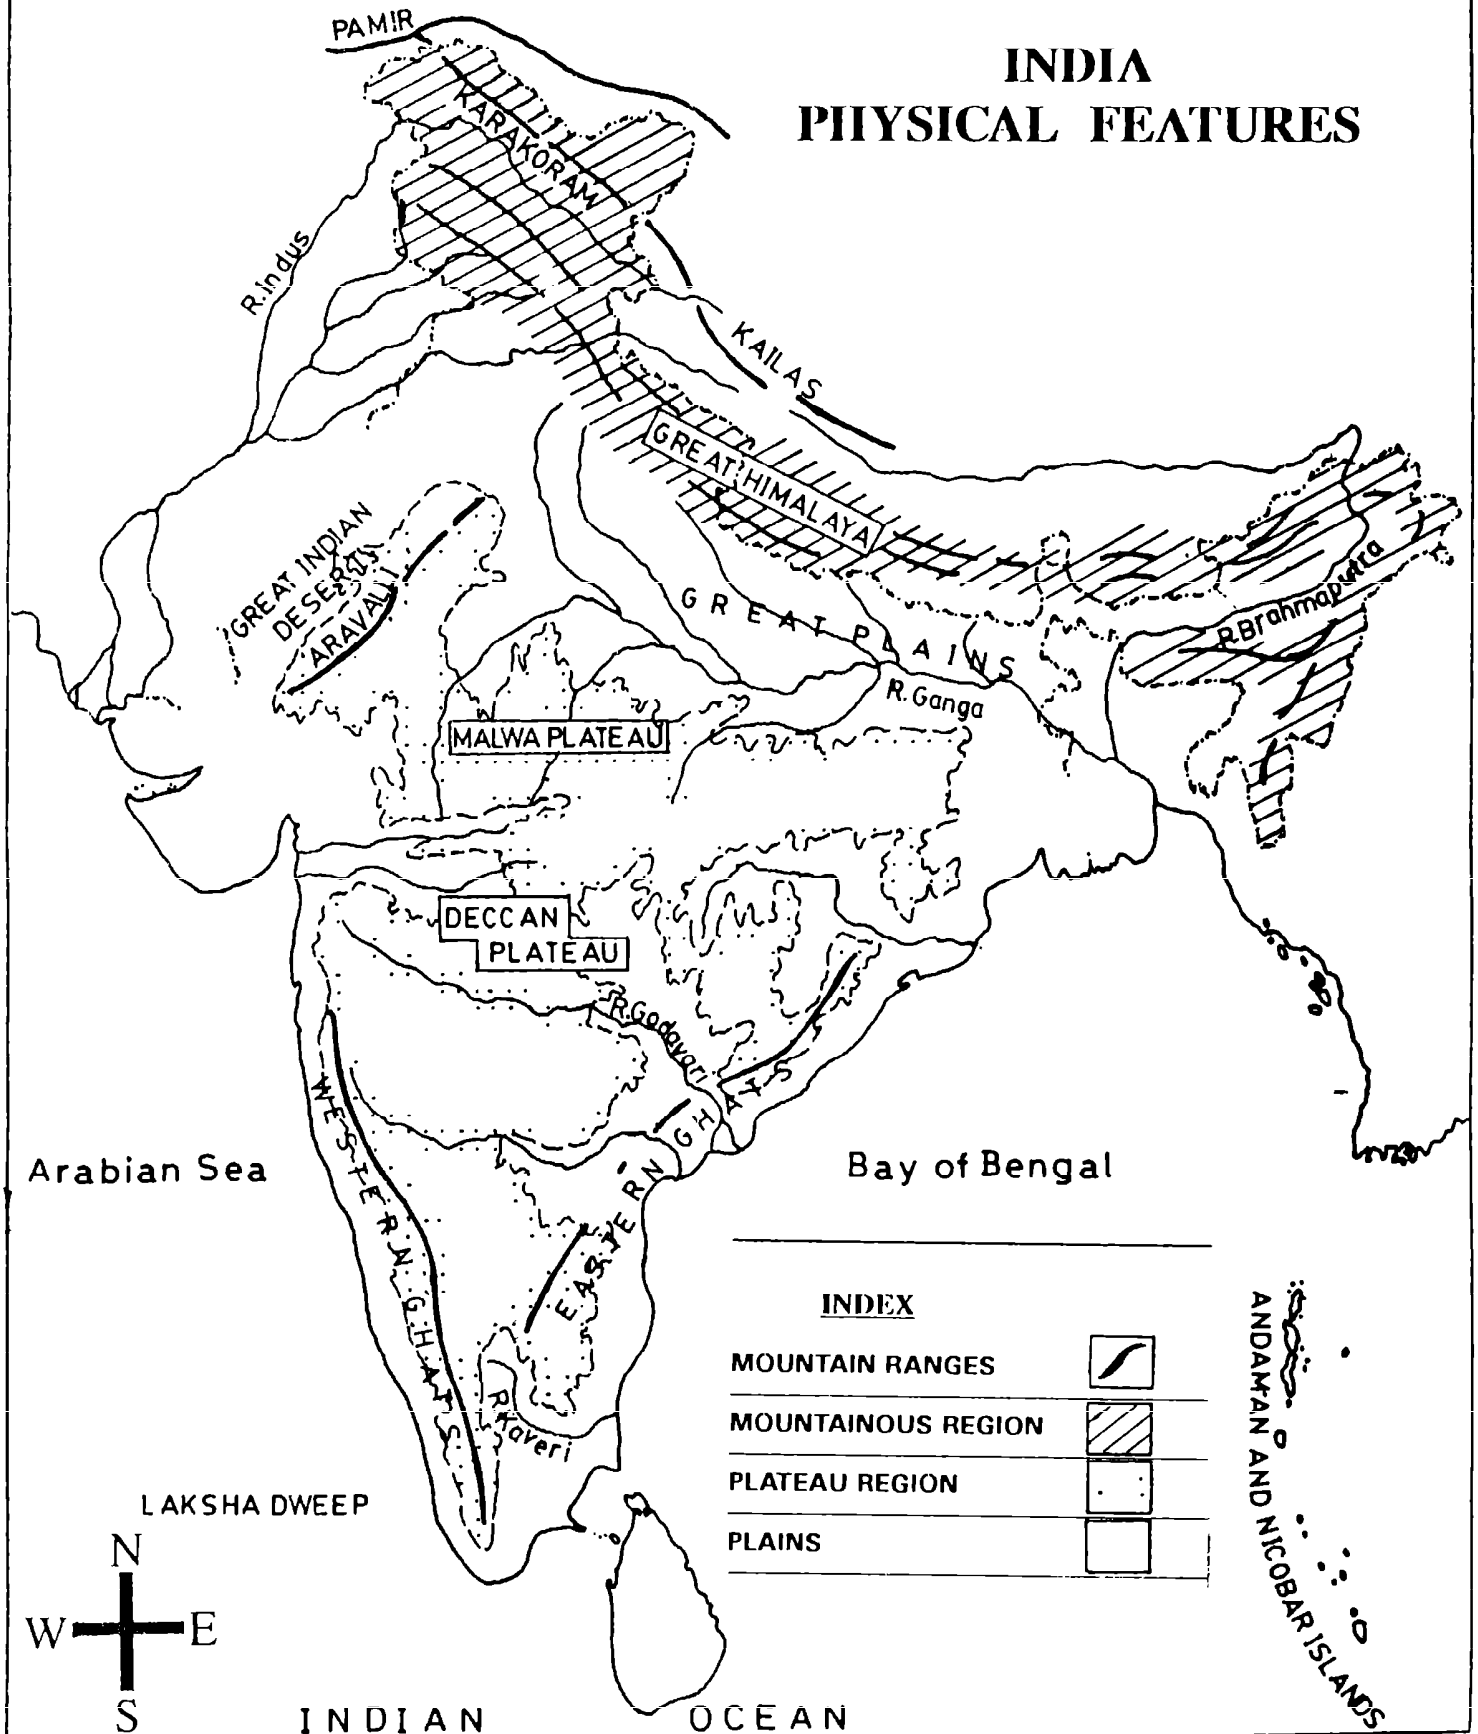 PAMIR
INDIA
PHYSICAL FEATURES
KARAKORAM
R.Indus
KAILAS
GREAT HIMALAYA
GREAT INDIAN
DESERT
ARAVALI
GREAT PLAINS
R.Brahmaputra
R.Ganga
MALWA PLATEAU
DECCAN
PLATEAU
R.Godavari
WESTERN GHATS
EASTERN GHATS
Arabian Sea
Bay of Bengal
INDEX
MOUNTAIN RANGES
MOUNTAINOUS REGION
PLATEAU REGION
PLAINS
ANDAMAN AND NICOBAR ISLANDS
R.Kaveri
LAKSHA DWEEP
N
W E
S
INDIAN OCEAN